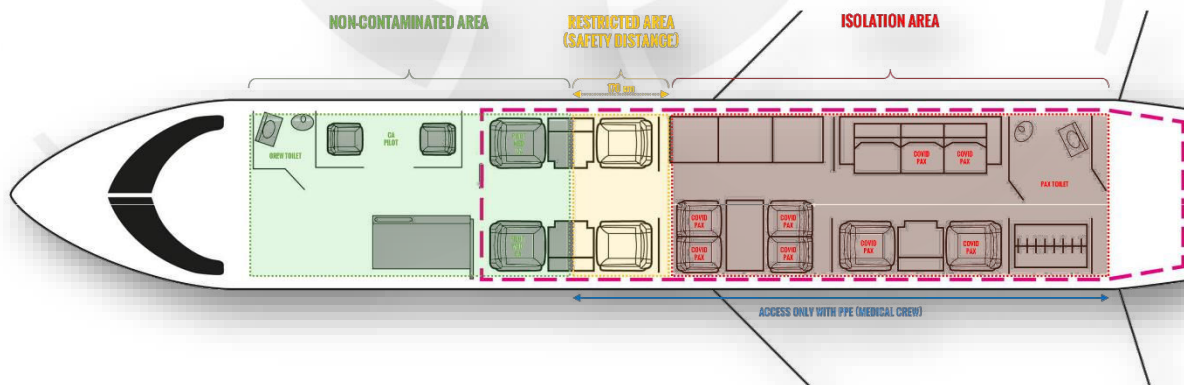 NON-CONTAMINATED AREA
RESTRICTED AREA
(SAFETY DISTANCE)
ISOLATION AREA
CREW TOILET
CA
PILOT
COVID
PAX
COVID
PAX
PAX TOILET
COVID
PAX
COVID
PAX
COVID
PAX
COVID
PAX
COVID
PAX
COVID
PAX
ACCESS ONLY WITH PPE (MEDICAL CREW)